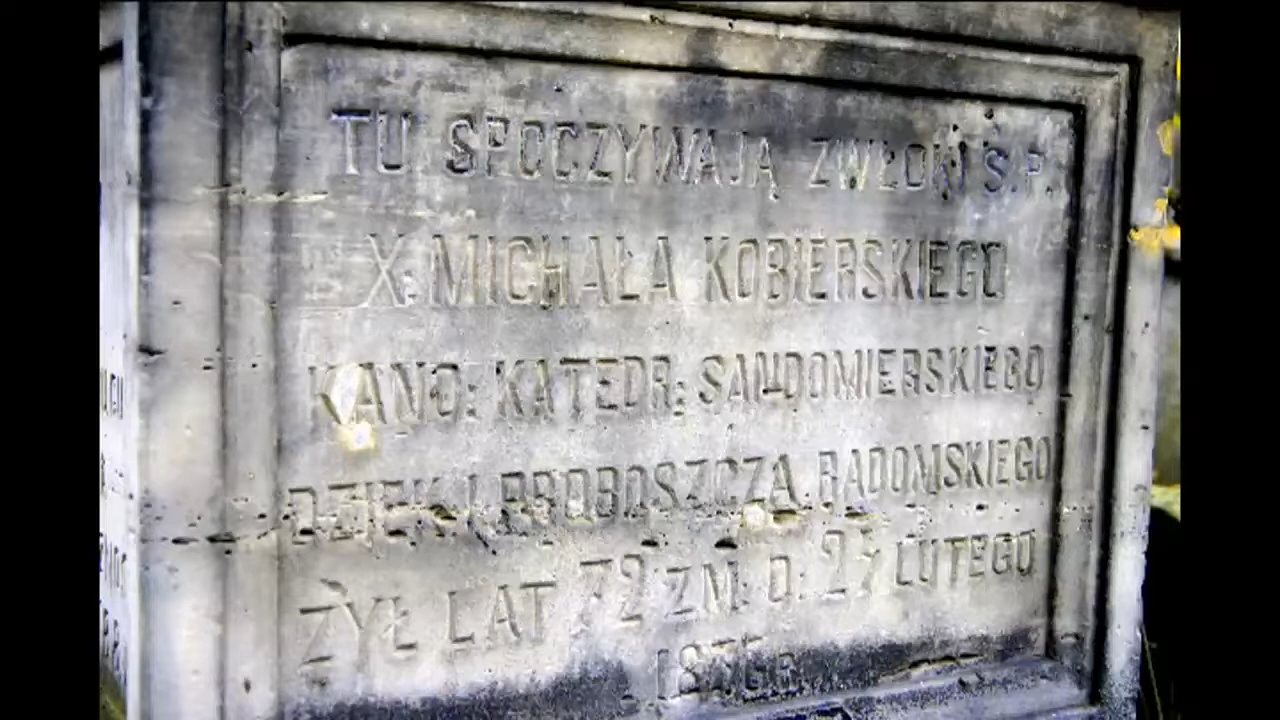 TU SPOCZYWAJĄ ZWŁOKI Ś.P.
X. MICHAŁA KOBIERSKIEGO
KANO: KATEDR: SANDOMIERSKIEGO
DZIEK. I PROBOSZCZA RADOMSKIEGO
ŻYŁ LAT 72 ZM. D. LUTEGO